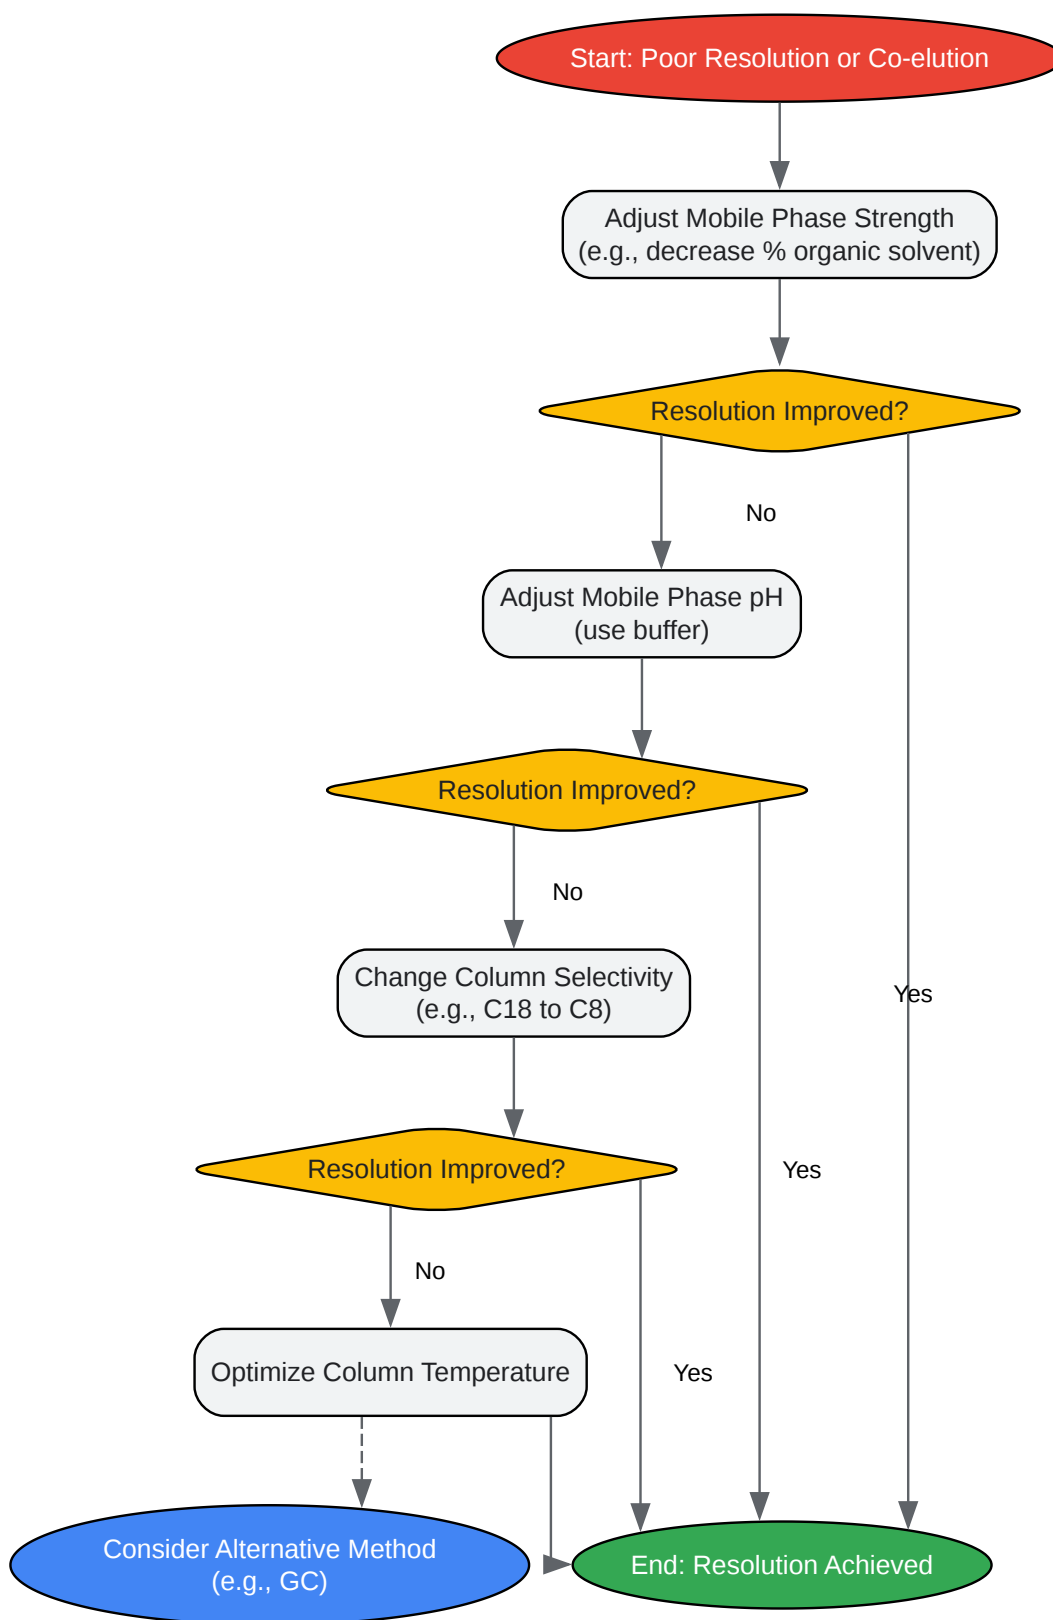 Start: Poor Resolution or Co-elution
Adjust Mobile Phase Strength
(e.g., decrease % organic solvent)
Resolution Improved?
No
Adjust Mobile Phase pH
(use buffer)
Resolution Improved?
No
Change Column Selectivity
(e.g., C18 to C8)
Yes
Resolution Improved?
Yes
No
Optimize Column Temperature
Yes
Consider Alternative Method
(e.g., GC)
End: Resolution Achieved